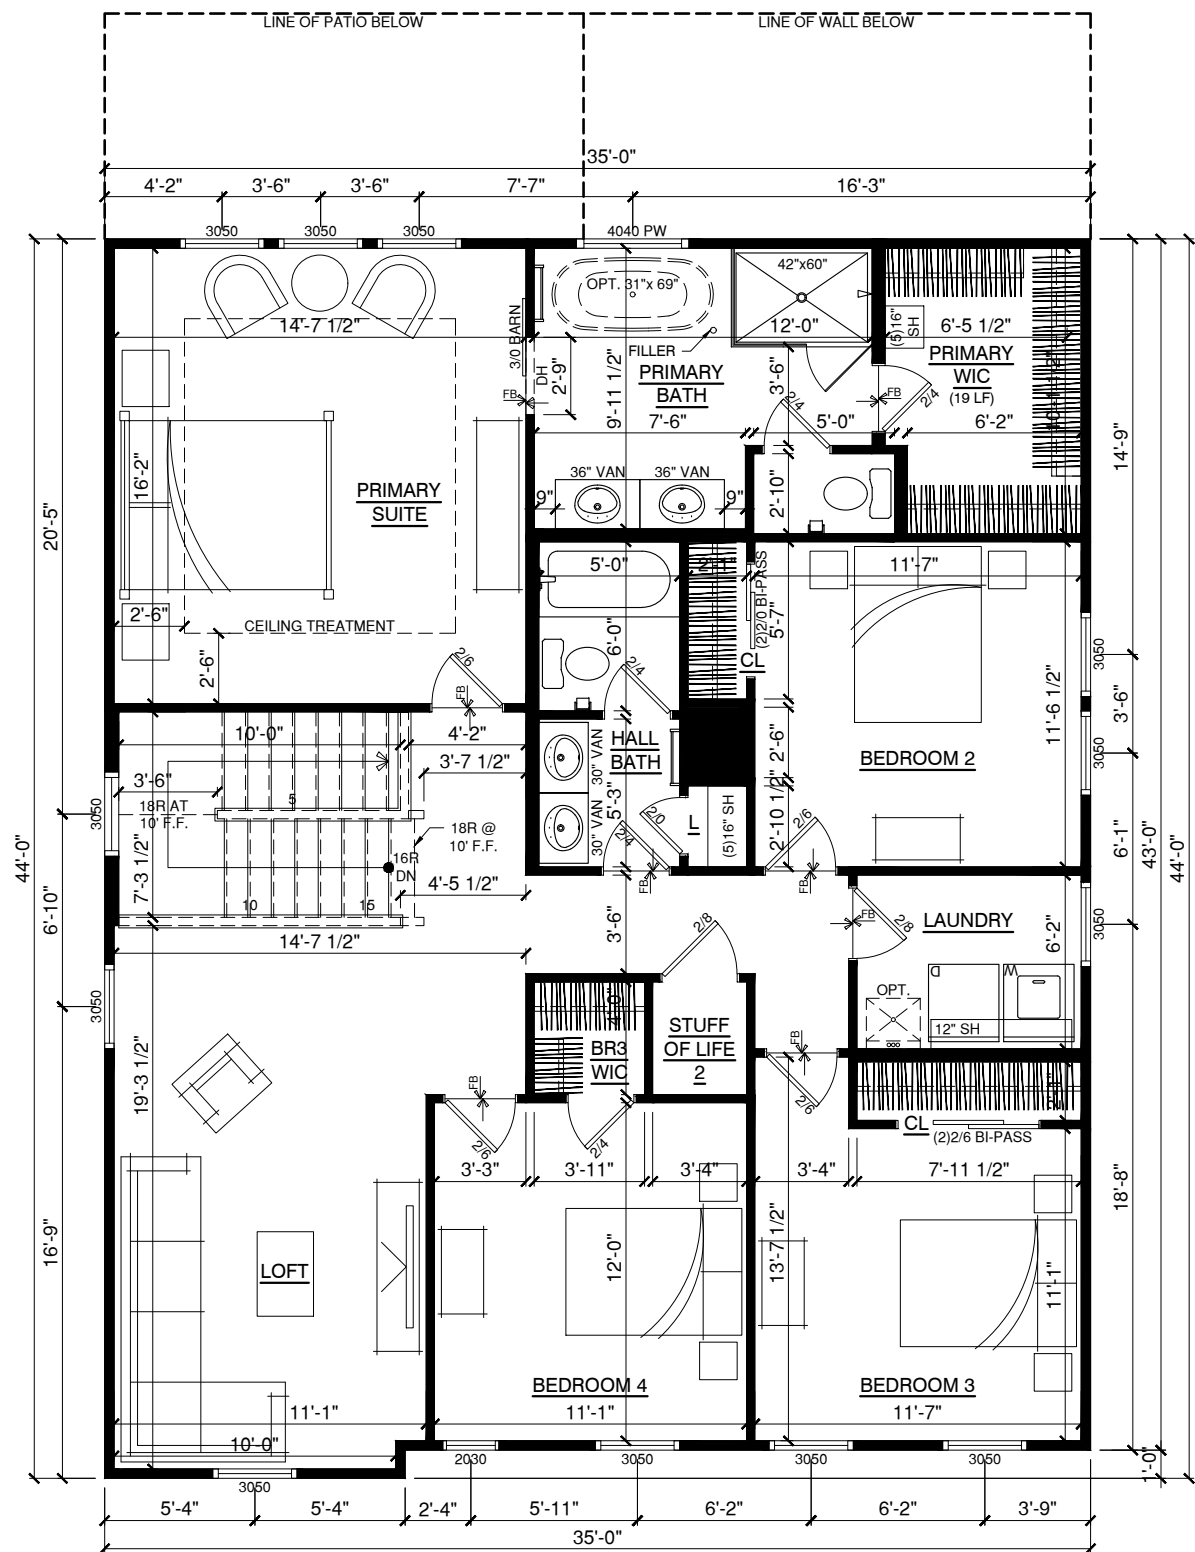 LINE OF PATIO BELOW
LINE OF WALL BELOW
35'-0"
4'-2"
3'-6"
3'-6"
7'-7"
16'-3"
3050
3050
3050
4040 PW
OPT. 31"x 69"
42"x60"
14'-7 1/2"
3/0 BARN
DH
2'-9"
FB
9'-11 1/2"
FILLER
12'-0"
(5)16"
SH
6'-5 1/2"
PRIMARY
BATH
3'-6"
2/4
PRIMARY
WIC
(19 LF)
FB
2/4
7'-6"
5'-0"
6'-2"
14'-9"
16'-2"
PRIMARY
SUITE
36" VAN
36" VAN
9"
9"
2'-10"
20'-5"
5'-0"
11'-7"
(2)2/0 BI-PASS
5'-7"
CL
2'-6"
CEILING TREATMENT
2'-6"
6'-0"
2/4
2/6
FB
3050
3'-6"
11'-6 1/2"
3050
BEDROOM 2
10'-0"
4'-2"
3'-7 1/2"
3'-6"
HALL
BATH
30" VAN
30" VAN
5'-3"
2'-6"
2'-10 1/2"
3050
18R AT
10' F.F.
5
18R @
10' F.F.
16R
DN
7'-3 1/2"
4'-5 1/2"
10
15
2/0
L
(5)16" SH
2/4
FB
2/6
FB
6'-1"
43'-0"
44'-0"
44'-0"
6'-10"
14'-7 1/2"
3'-6"
2/8
FB
2/8
LAUNDRY
6'-2"
3050
D
W
OPT.
12" SH
3050
19'-3 1/2"
4'-0"
BR3
WIC
STUFF
OF LIFE
2
FB
2/6
FB
2/6
2/4
CL
(2)2/6 BI-PASS
3'-3"
3'-11"
3'-4"
3'-4"
7'-11 1/2"
18'-8"
16'-9"
LOFT
12'-0"
13'-7 1/2"
11'-1"
BEDROOM 4
BEDROOM 3
11'-1"
11'-1"
11'-7"
10'-0"
1'-0"
3050
2030
3050
3050
3050
5'-4"
5'-4"
2'-4"
5'-11"
6'-2"
6'-2"
3'-9"
35'-0"